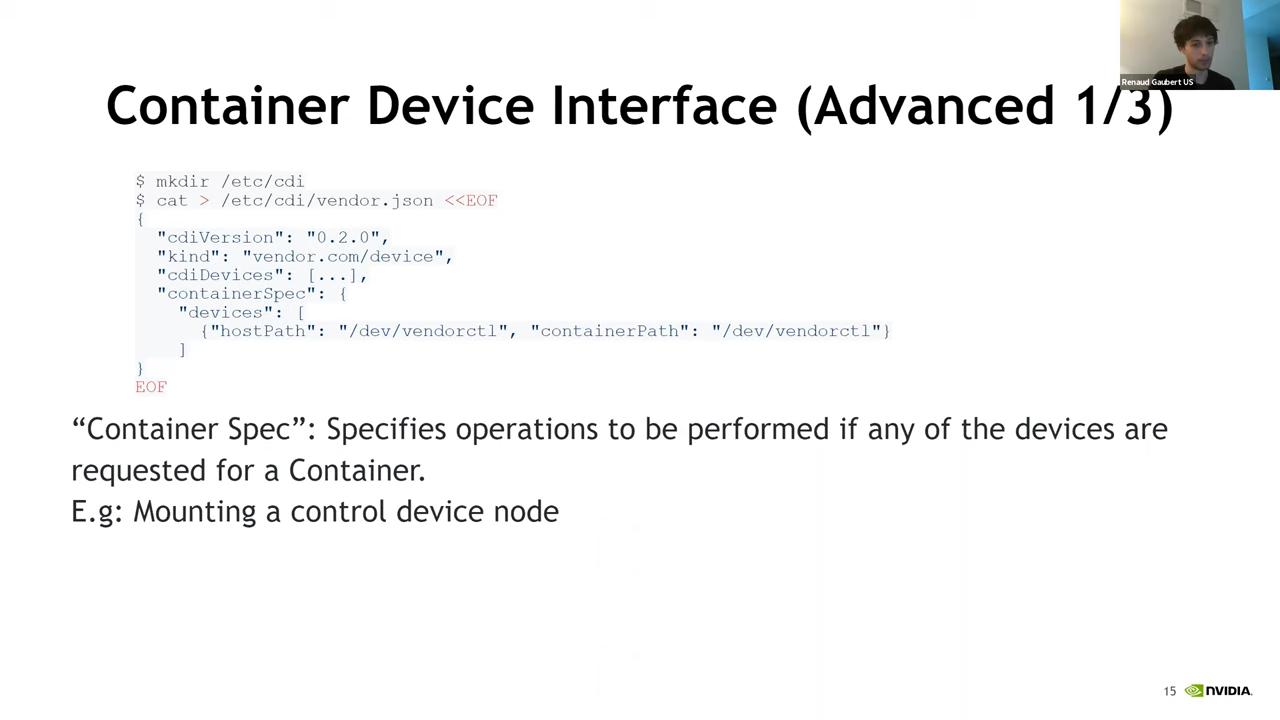 Renaud Gaubert US
Container Device Interface (Advanced 1/3)
$ mkdir /etc/cdi
$ cat > /etc/cdi/vendor.json <<EOF
{
  "cdiVersion": "0.2.0",
  "kind": "vendor.com/device",
  "cdiDevices": [...],
  "containerSpec": {
    "devices": [
      {"hostPath": "/dev/vendorctl", "containerPath": "/dev/vendorctl"}
    ]
}
EOF
“Container Spec”: Specifies operations to be performed if any of the devices are
requested for a Container.
E.g: Mounting a control device node
15 NVIDIA.